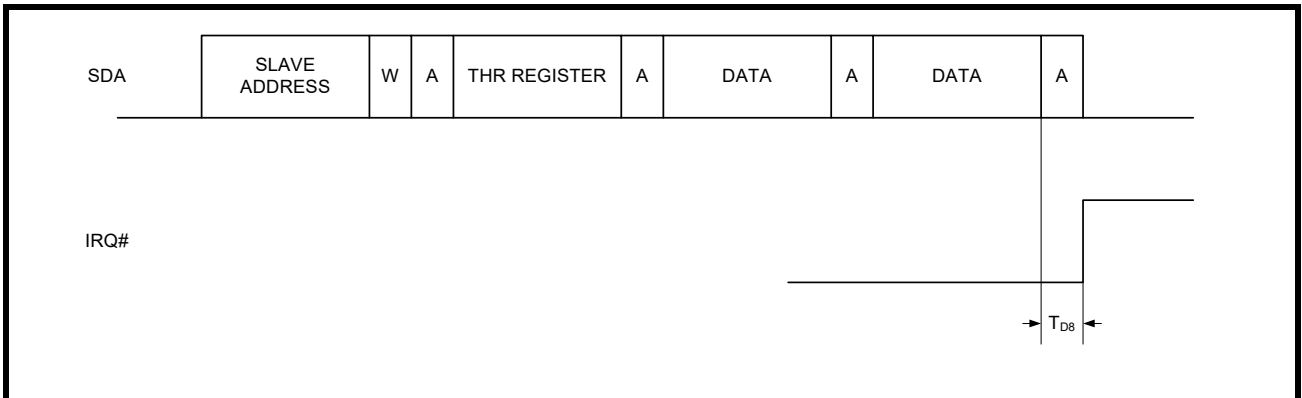 SDA
SLAVE
ADDRESS
W
A
THR REGISTER
A
DATA
A
DATA
A
IRQ#
TD8